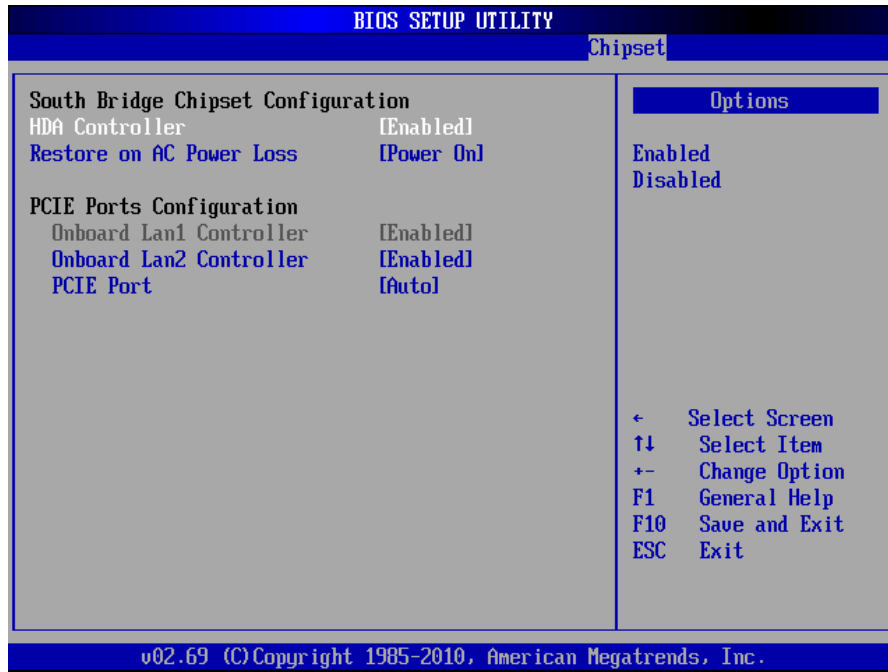 BIOS SETUP UTILITY
Chipset
South Bridge Chipset Configuration
HDA Controller [Enabled]
Restore on AC Power Loss [Power On]
PCIE Ports Configuration
Onboard Lan1 Controller [Enabled]
Onboard Lan2 Controller [Enabled]
PCIE Port [Auto]
Options
Enabled
Disabled
← Select Screen
↑↓ Select Item
+- Change Option
F1 General Help
F10 Save and Exit
ESC Exit
v02.69 (C)Copyright 1985-2010, American Megatrends, Inc.